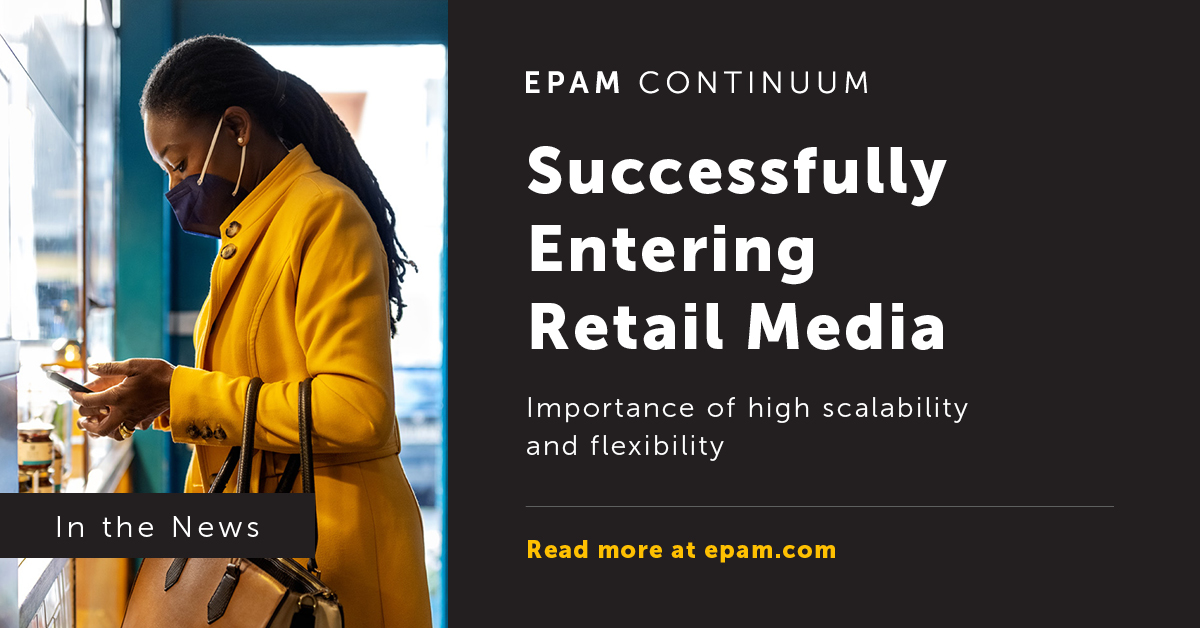 EPAM CONTINUUM
Successfully
Entering
Retail Media
Importance of high scalability
and flexibility
Read more at epam.com
In the News